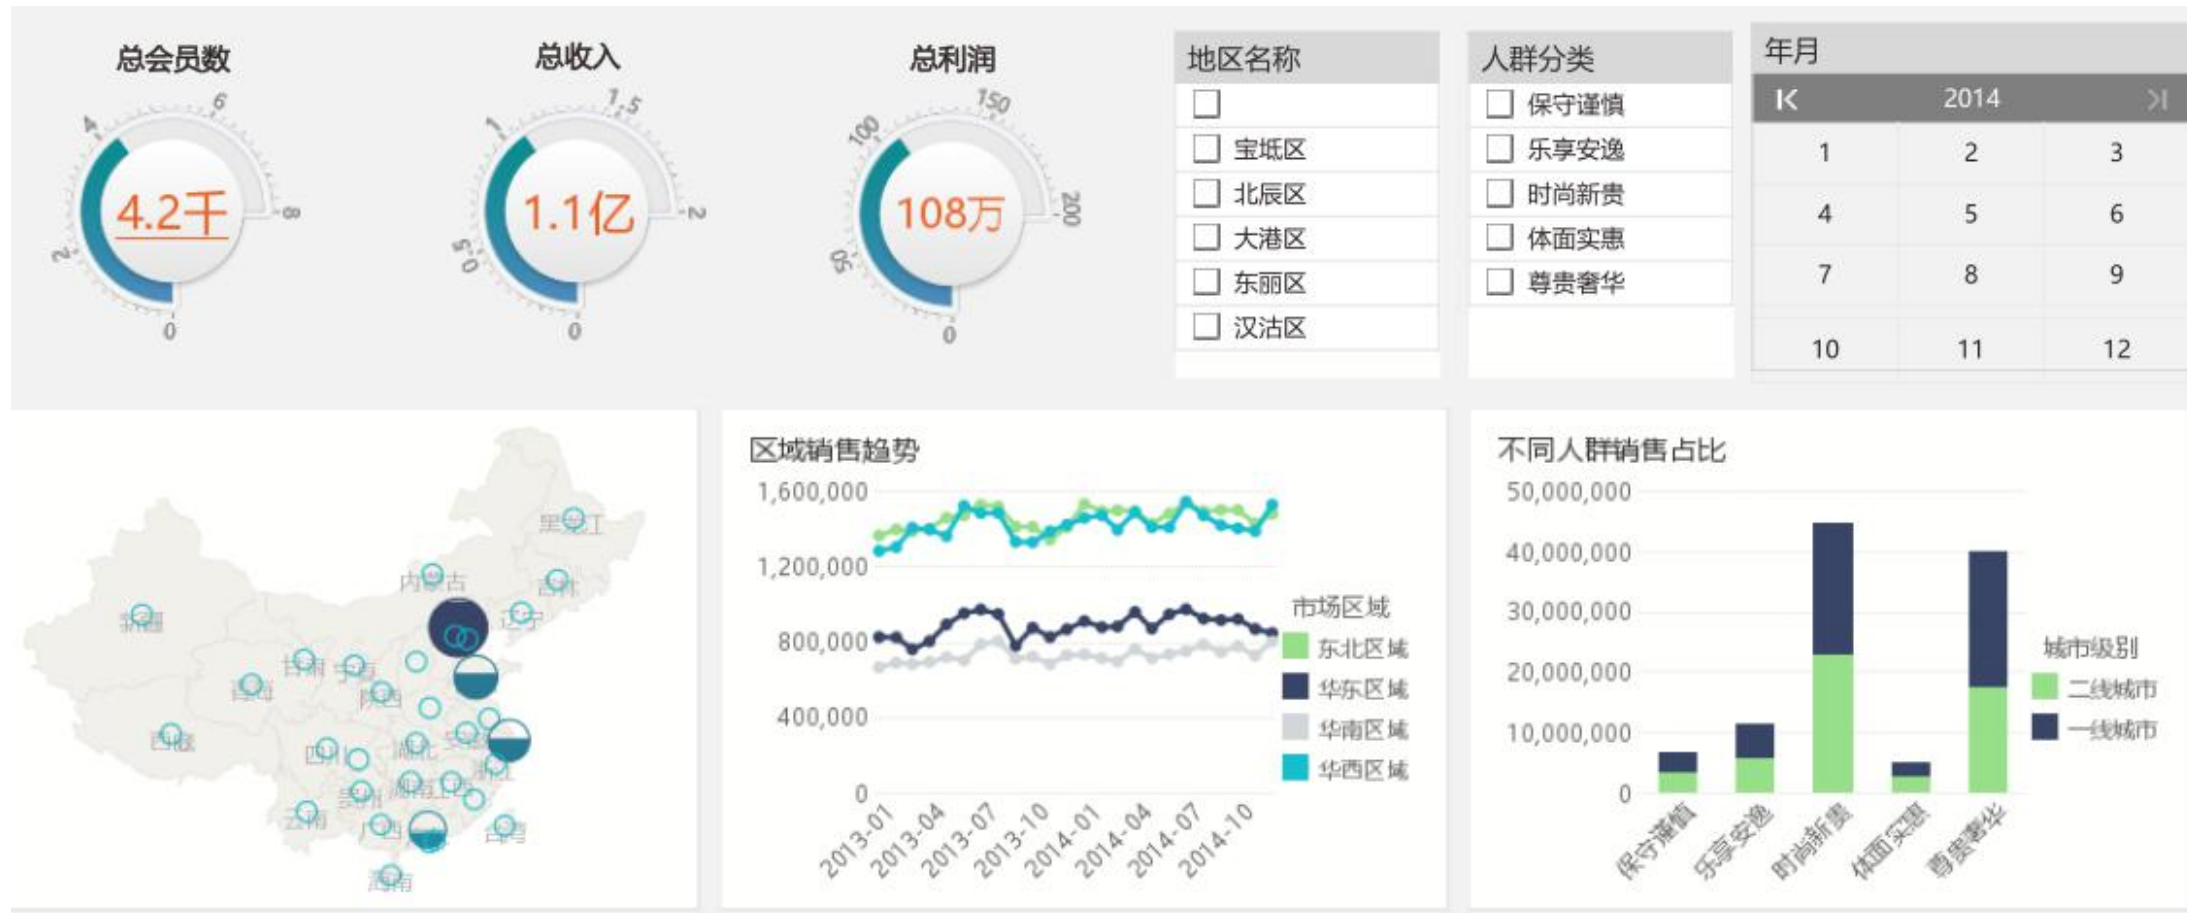 总会员数
0
2
4
6
8
4.2千
总收入
0
0.5
1
1.5
2
1.1亿
总利润
0
50
100
150
200
108万
地区名称
宝坻区
北辰区
大港区
东丽区
汉沽区
人群分类
保守谨慎
乐享安逸
时尚新贵
体面实惠
尊贵奢华
年月
2014
1 2 3
4 5 6
7 8 9
10 11 12
黑龙江
内蒙古
吉林
辽宁
新疆
甘肃
宁夏
青海
陕西
西藏
四川
湖北
安徽
浙江
贵州
湖南
江西
云南
广西
台湾
海南
区域销售趋势
1,600,000
1,200,000
800,000
400,000
0
2013-01
2013-04
2013-07
2013-10
2014-01
2014-04
2014-07
2014-10
市场区域
东北区域
华东区域
华南区域
华西区域
不同人群销售占比
50,000,000
40,000,000
30,000,000
20,000,000
10,000,000
0
保守谨慎
乐享安逸
时尚新贵
体面实惠
尊贵奢华
城市级别
二线城市
一线城市